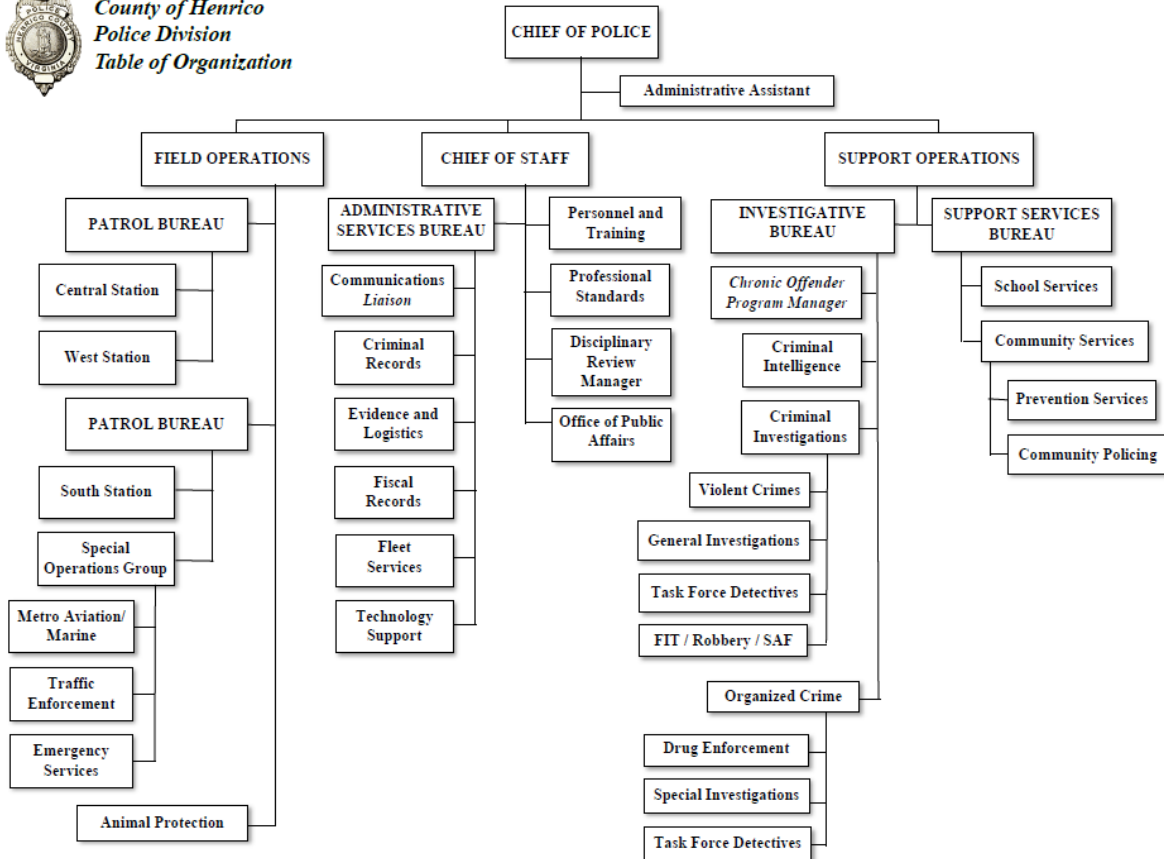 POLICE
HENRICO COUNTY
VIRGINIA
County of Henrico
Police Division
Table of Organization
CHIEF OF POLICE
Administrative Assistant
FIELD OPERATIONS
CHIEF OF STAFF
SUPPORT OPERATIONS
PATROL BUREAU
Central Station
West Station
PATROL BUREAU
South Station
Special
Operations Group
Metro Aviation/
Marine
Traffic
Enforcement
Emergency
Services
Animal Protection
ADMINISTRATIVE
SERVICES BUREAU
Communications
Liaison
Criminal
Records
Evidence and
Logistics
Fiscal
Records
Fleet
Services
Technology
Support
Personnel and
Training
Professional
Standards
Disciplinary
Review
Manager
Office of Public
Affairs
INVESTIGATIVE
BUREAU
Chronic Offender
Program Manager
Criminal
Intelligence
Criminal
Investigations
Violent Crimes
General Investigations
Task Force Detectives
FIT / Robbery / SAF
Organized Crime
Drug Enforcement
Special Investigations
Task Force Detectives
SUPPORT SERVICES
BUREAU
School Services
Community Services
Prevention Services
Community Policing